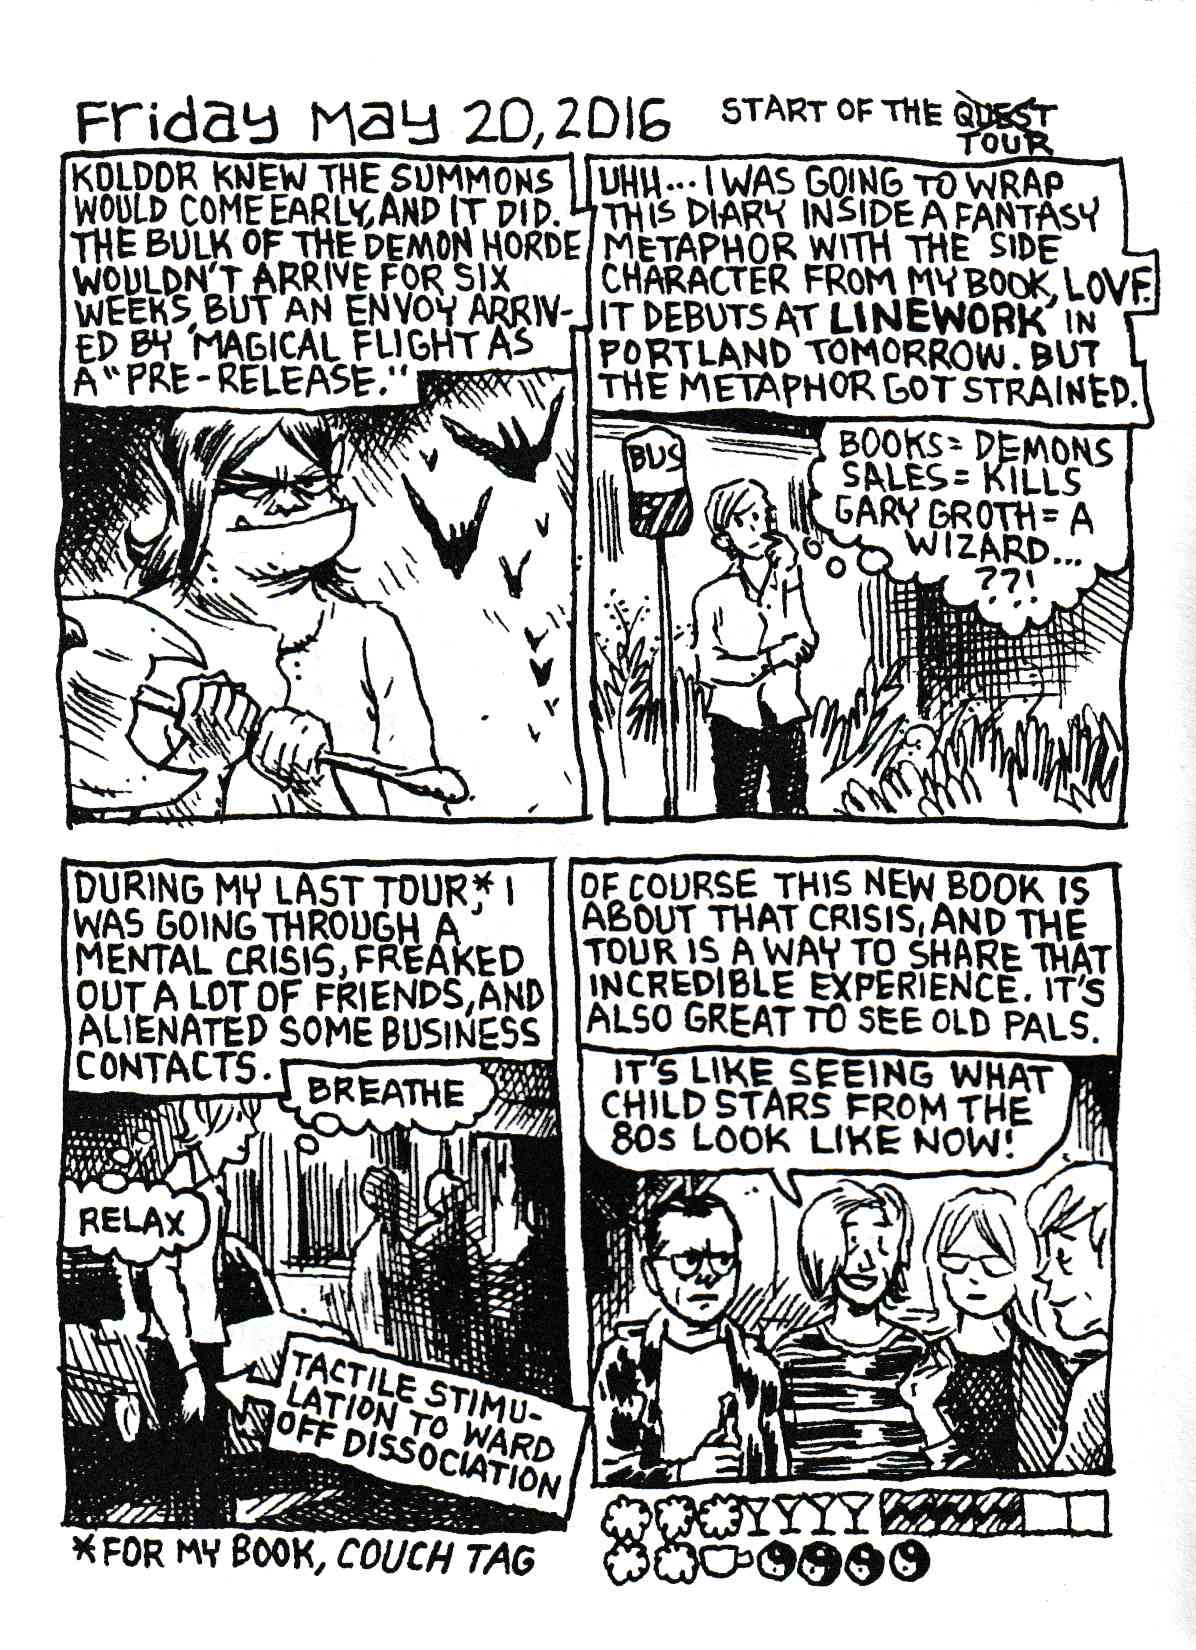 Friday May 20, 2016
START OF THE QUEST
TOUR
KOLDOR KNEW THE SUMMONS
WOULD COME EARLY, AND IT DID.
THE BULK OF THE DEMON HORDE
WOULDN'T ARRIVE FOR SIX
WEEKS, BUT AN ENVOY ARRIV-
ED BY MAGICAL FLIGHT AS
A "PRE-RELEASE."
UHH... I WAS GOING TO WRAP
THIS DIARY INSIDE A FANTASY
METAPHOR WITH THE SIDE
CHARACTER FROM MY BOOK, LOVF.
IT DEBUTS AT LINEWORK IN
PORTLAND TOMORROW. BUT
THE METAPHOR GOT STRAINED.
BUS
BOOKS = DEMONS
SALES = KILLS
GARY GROTH = A
WIZARD...
??!
DURING MY LAST TOUR,* I
WAS GOING THROUGH A
MENTAL CRISIS, FREAKED
OUT A LOT OF FRIENDS, AND
ALIENATED SOME BUSINESS
CONTACTS.
BREATHE
RELAX
TACTILE STIMU-
LATION TO WARD
OFF DISSOCIATION
*FOR MY BOOK, COUCH TAG
OF COURSE THIS NEW BOOK IS
ABOUT THAT CRISIS, AND THE
TOUR IS A WAY TO SHARE THAT
INCREDIBLE EXPERIENCE. IT'S
ALSO GREAT TO SEE OLD PALS.
IT'S LIKE SEEING WHAT
CHILD STARS FROM THE
80s LOOK LIKE NOW!